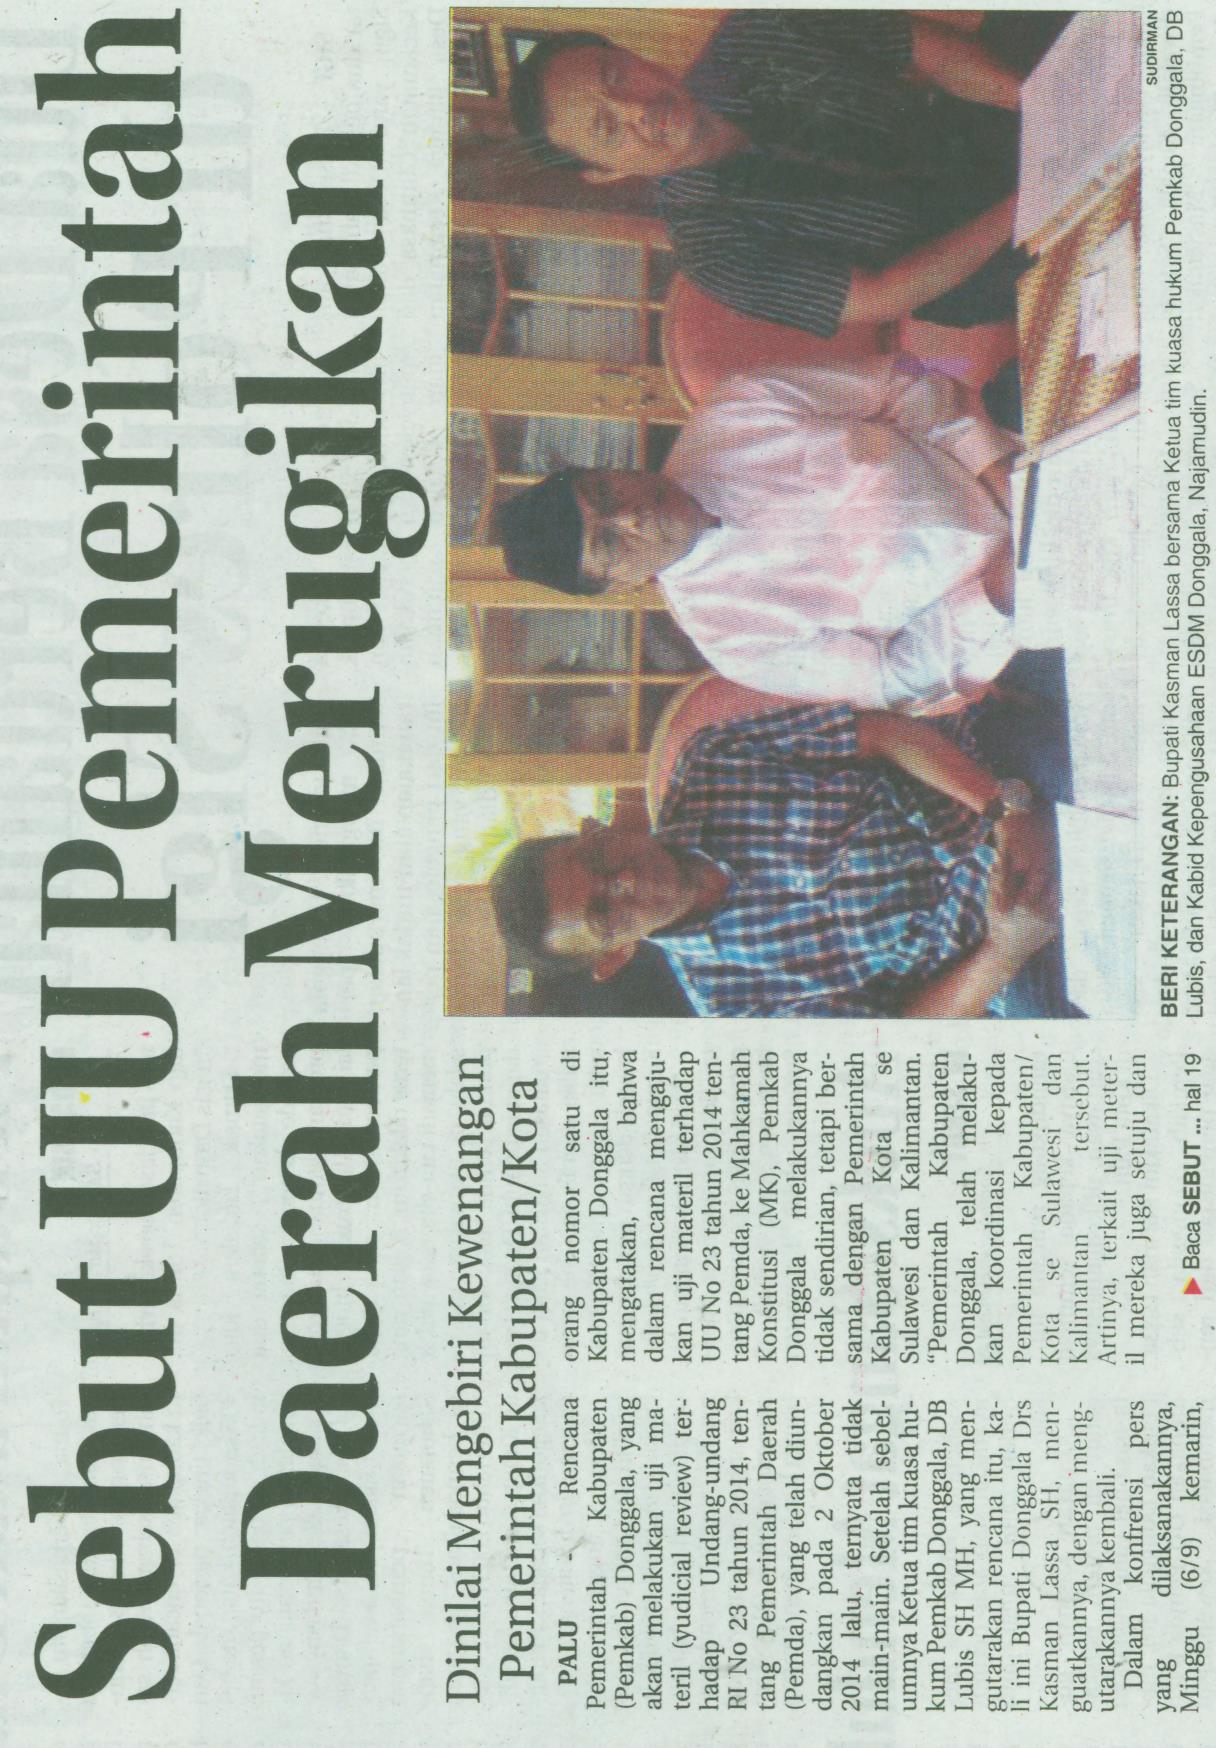 Sebut UU Pemerintah
Daerah Merugikan
Dinilai Mengebiri Kewenangan
Pemerintah Kabupaten/Kota
PALU - Rencana
Pemerintah Kabupaten
(Pemkab) Donggala, yang
akan melakukan uji ma-
teril (yudicial review) ter-
hadap Undang-undang
RI No 23 tahun 2014, ten-
tang Pemerintah Daerah
(Pemda), yang telah diun-
dangkan pada 2 Oktober
2014 lalu, ternyata tidak
main-main. Setelah sebel-
umnya Ketua tim kuasa hu-
kum Pemkab Donggala, DB
Lubis SH MH, yang men-
gutarakan rencana itu, ka-
li ini Bupati Donggala Drs
Kasman Lassa SH, men-
guatkannya, dengan meng-
utarakannya kembali.
Dalam konfrensi pers
yang dilaksanakannya,
Minggu (6/9) kemarin,
orang nomor satu di
Kabupaten Donggala itu,
mengatakan, bahwa
dalam rencana mengaju-
kan uji materil terhadap
UU No 23 tahun 2014 ten-
tang Pemda, ke Mahkamah
Konstitusi (MK), Pemkab
Donggala melakukannya
tidak sendirian, tetapi ber-
sama dengan Pemerintah
Kabupaten Kota se
Sulawesi dan Kalimantan.
"Pemerintah Kabupaten
Donggala, telah melaku-
kan koordinasi kepada
Pemerintah Kabupaten/
Kota se Sulawesi dan
Kalimantan tersebut.
Artinya, terkait uji meter-
il mereka juga setuju dan
Baca SEBUT ... hal 19
SUDIRMAN
BERI KETERANGAN: Bupati Kasman Lassa bersama Ketua tim kuasa hukum Pemkab Donggala, DB
Lubis, dan Kabid Kepengusahaan ESDM Donggala, Najamudin.